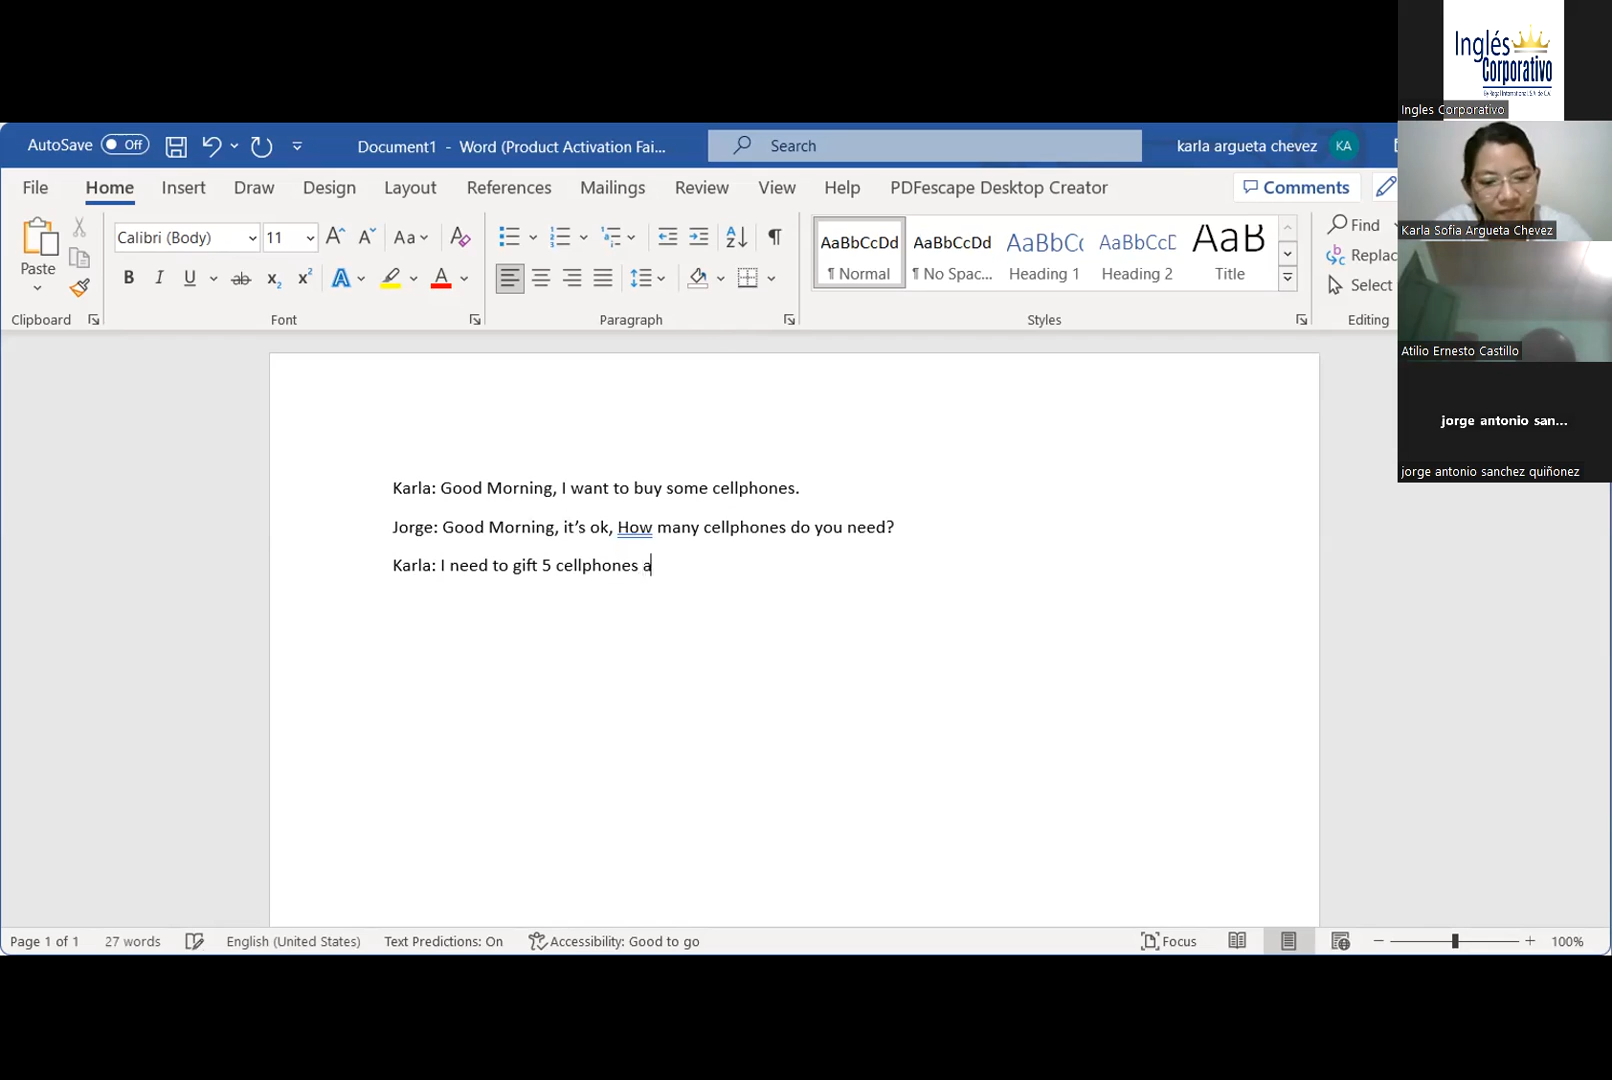 Inglés
Corporativo
Ingles Corporativo
AutoSave Off
Document1 - Word (Product Activation Fai...
Search
karla argueta chevez KA
File Home Insert Draw Design Layout References Mailings Review View Help PDFescape Desktop Creator
Comments
Karla Sofia Argueta Chevez
Paste
Calibri (Body) 11
AaBbCcDd AaBbCcDd AaBbCc AaBbCcD AaB
¶ Normal ¶ No Spac... Heading 1 Heading 2 Title
Find
Replac
Select
Clipboard Font Paragraph Styles Editing
Atilio Ernesto Castillo
jorge antonio san...
jorge antonio sanchez quiñonez
Karla: Good Morning, I want to buy some cellphones.
Jorge: Good Morning, it’s ok, How many cellphones do you need?
Karla: I need to gift 5 cellphones a
Page 1 of 1 27 words English (United States) Text Predictions: On Accessibility: Good to go Focus 100%